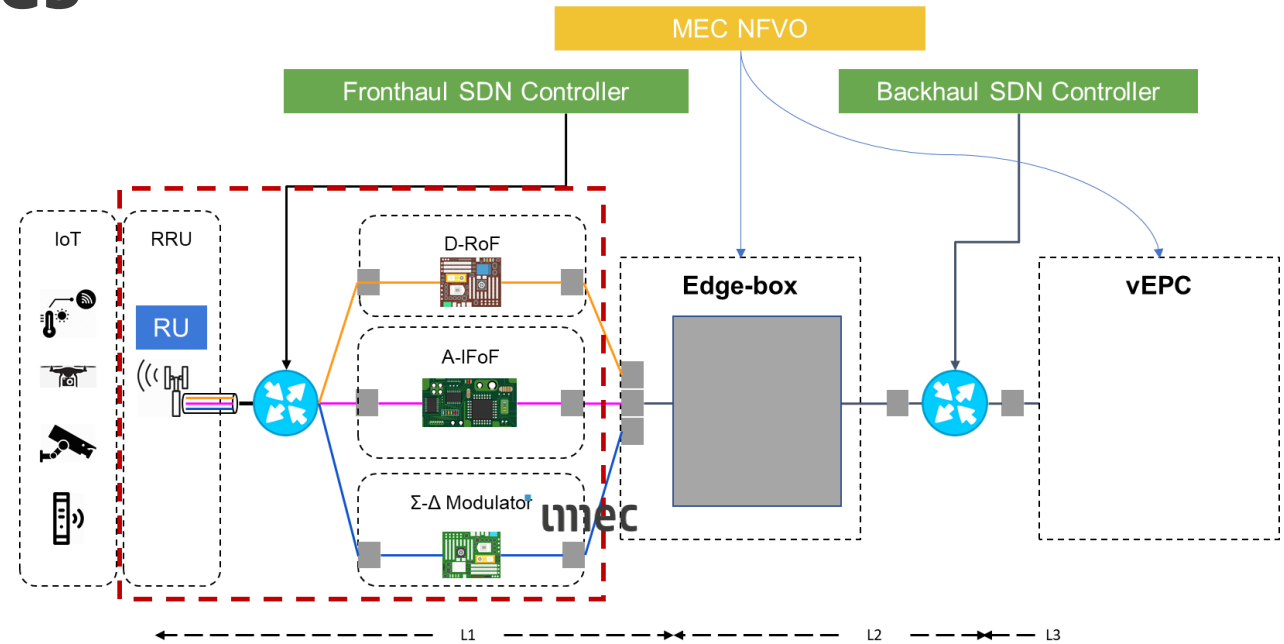 MEC NFVO
Fronthaul SDN Controller
Backhaul SDN Controller
IoT
RRU
D-RoF
Edge-box
vEPC
RU
A-IFoF
Σ-Δ Modulator
imec
L1
L2
L3